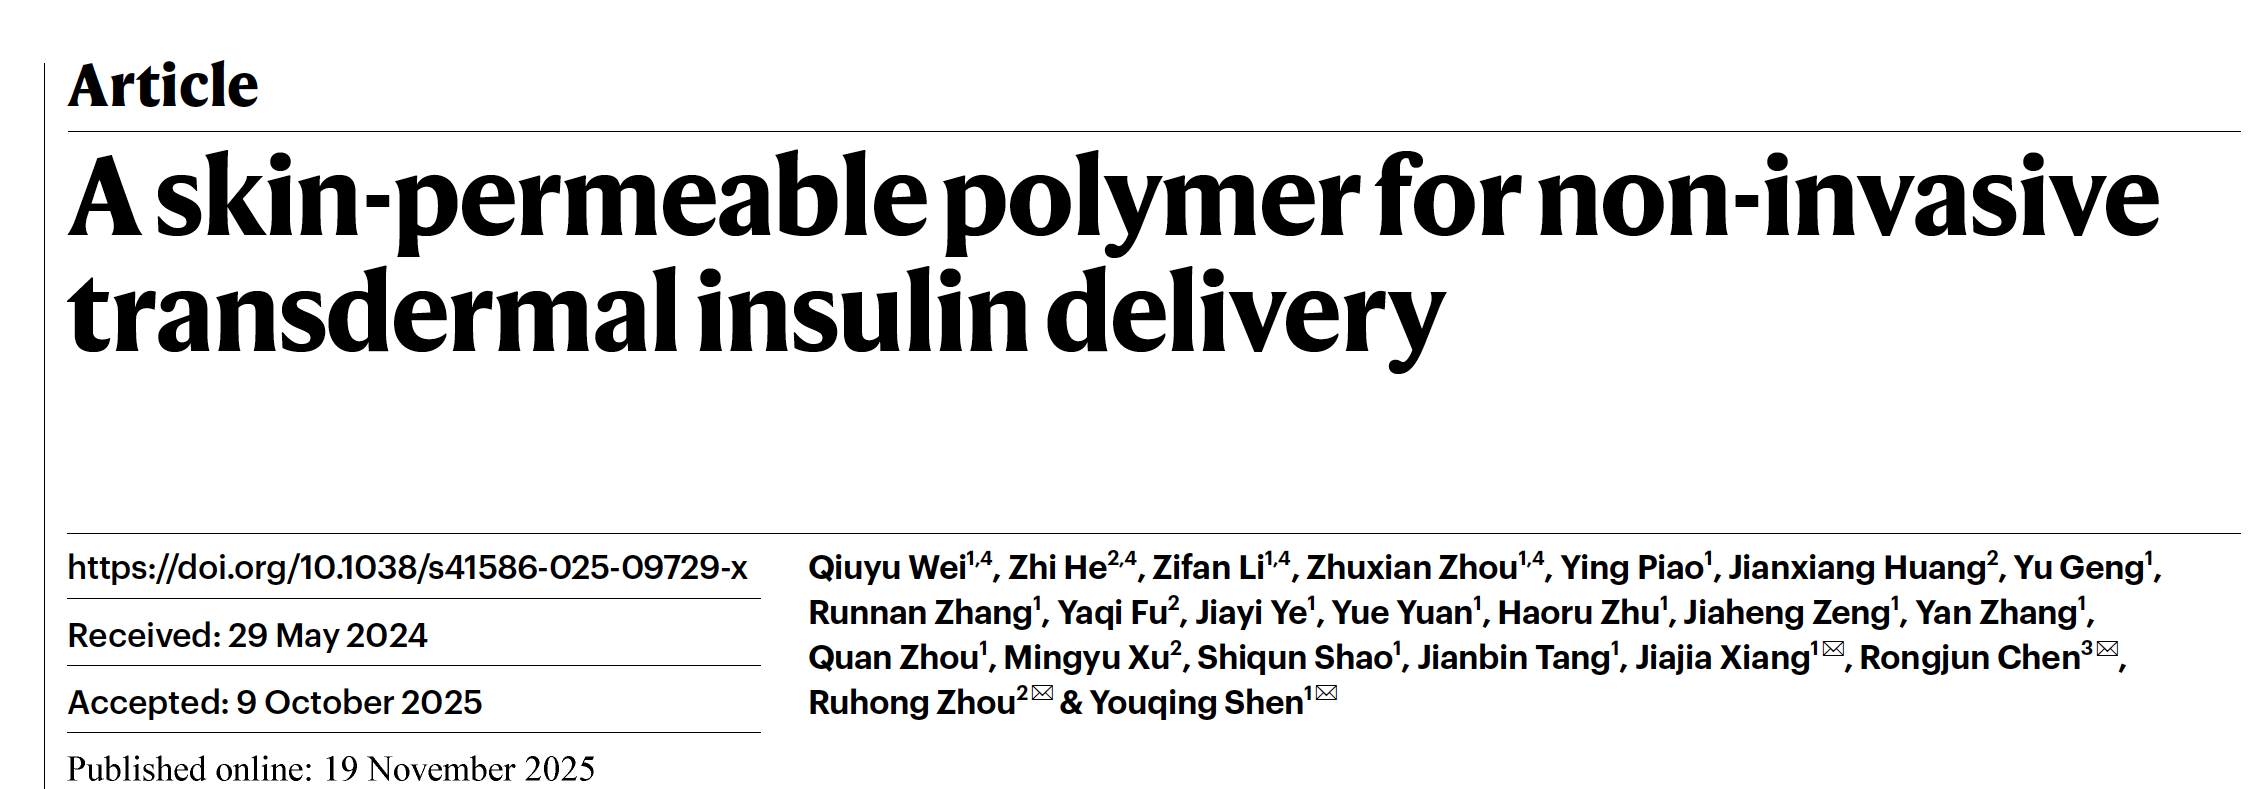 Article
A skin-permeable polymer for non-invasive
transdermal insulin delivery
https://doi.org/10.1038/s41586-025-09729-x
Received: 29 May 2024
Accepted: 9 October 2025
Published online: 19 November 2025
Qiuyu Wei1,4, Zhi He2,4, Zifan Li1,4, Zhuxian Zhou1,4, Ying Piao1, Jianxiang Huang2, Yu Geng1,
Runnan Zhang1, Yaqi Fu2, Jiayi Ye1, Yue Yuan1, Haoru Zhu1, Jiaheng Zeng1, Yan Zhang1,
Quan Zhou1, Mingyu Xu2, Shiqun Shao1, Jianbin Tang1, Jiajia Xiang1✉, Rongjun Chen3✉,
Ruhong Zhou2✉ & Youqing Shen1✉